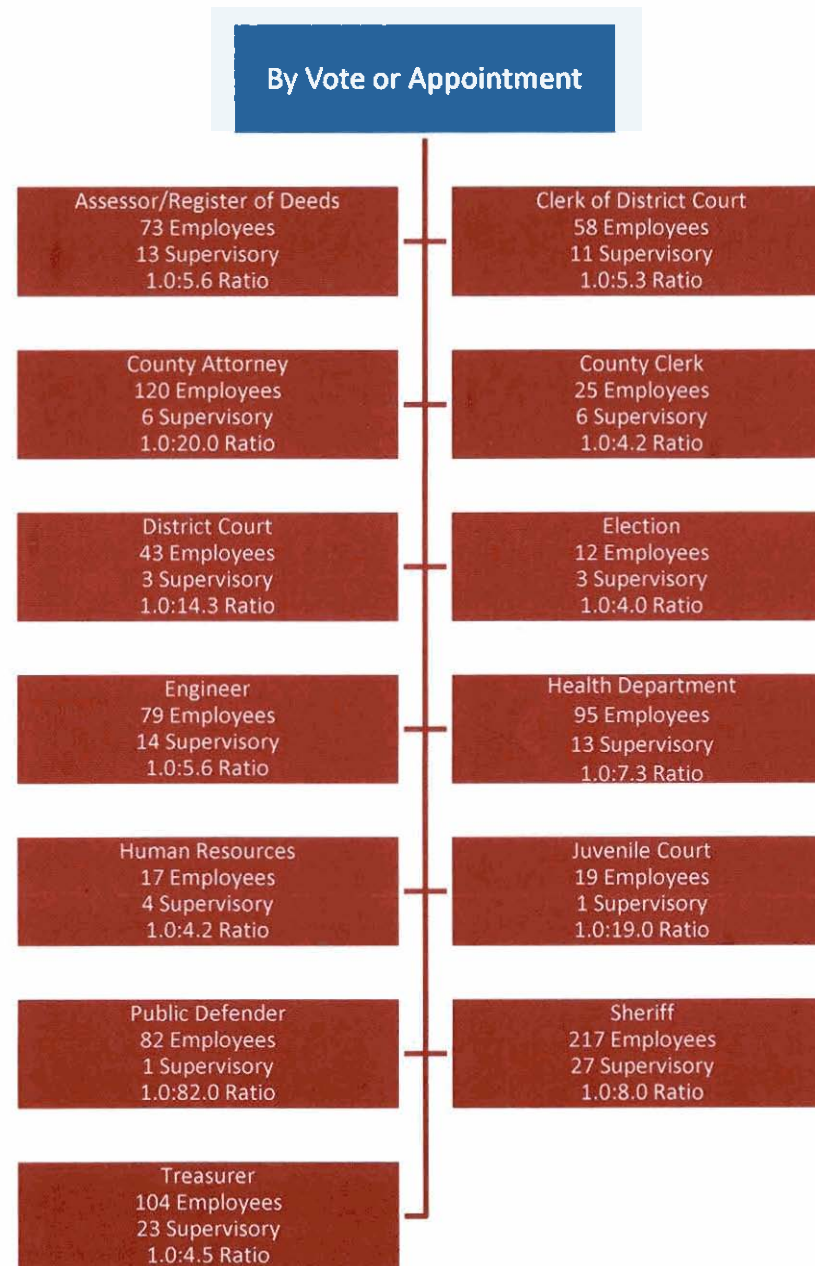 By Vote or Appointment
Assessor/Register of Deeds
73 Employees
13 Supervisory
1.0:5.6 Ratio
Clerk of District Court
58 Employees
11 Supervisory
1.0:5.3 Ratio
County Attorney
120 Employees
6 Supervisory
1.0:20.0 Ratio
County Clerk
25 Employees
6 Supervisory
1.0:4.2 Ratio
District Court
43 Employees
3 Supervisory
1.0:14.3 Ratio
Election
12 Employees
3 Supervisory
1.0:4.0 Ratio
Engineer
79 Employees
14 Supervisory
1.0:5.6 Ratio
Health Department
95 Employees
13 Supervisory
1.0:7.3 Ratio
Human Resources
17 Employees
4 Supervisory
1.0:4.2 Ratio
Juvenile Court
19 Employees
1 Supervisory
1.0:19.0 Ratio
Public Defender
82 Employees
1 Supervisory
1.0:82.0 Ratio
Sheriff
217 Employees
27 Supervisory
1.0:8.0 Ratio
Treasurer
104 Employees
23 Supervisory
1.0:4.5 Ratio